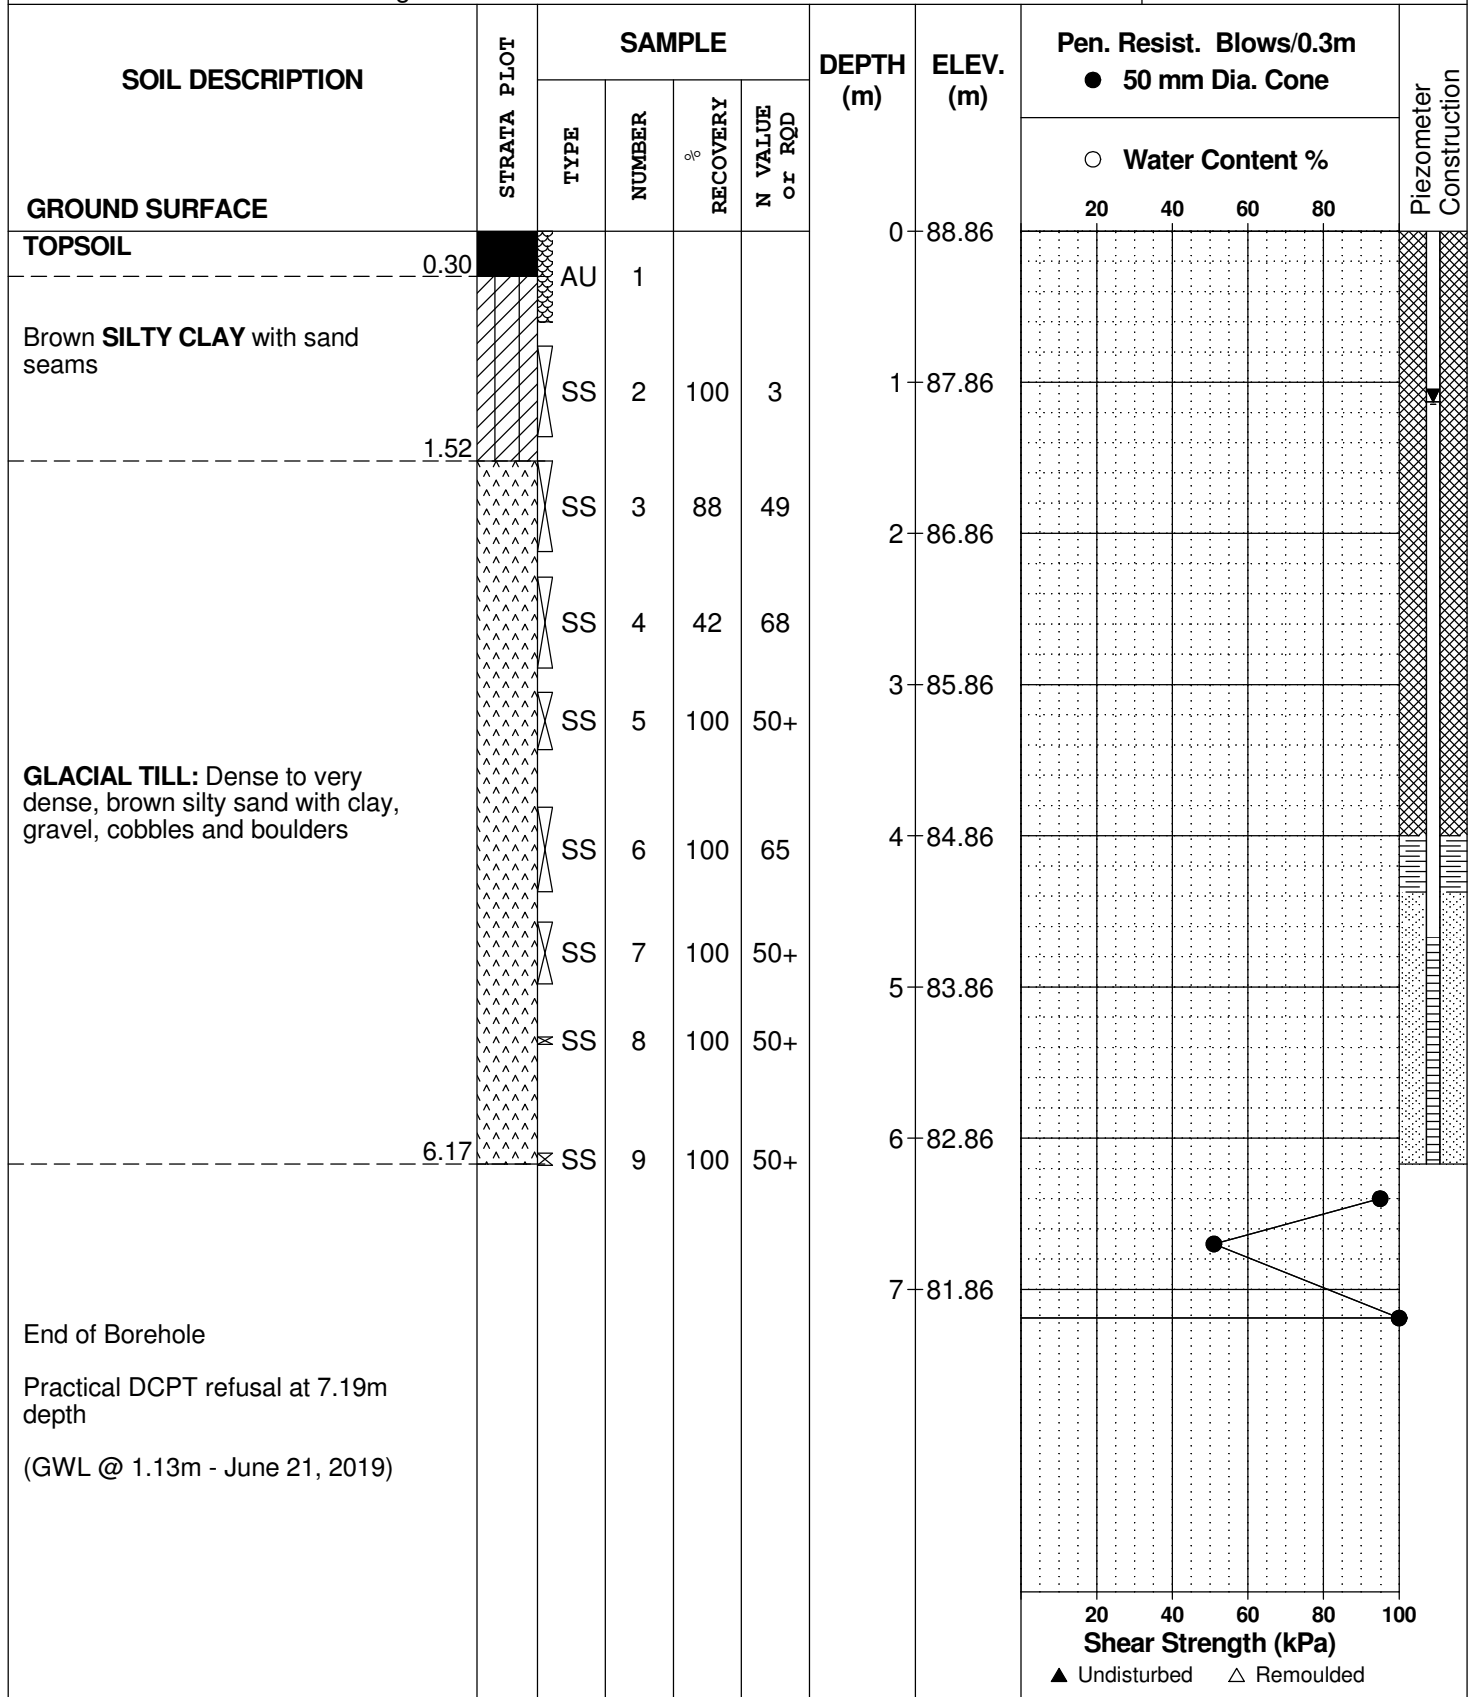 SOIL DESCRIPTION
GROUND SURFACE
STRATA PLOT
SAMPLE
TYPE
NUMBER
% RECOVERY
N VALUE or RQD
DEPTH (m)
ELEV. (m)
Pen. Resist. Blows/0.3m
● 50 mm Dia. Cone
○ Water Content %
20 40 60 80
Piezometer Construction
TOPSOIL
0.30
AU 1
0 88.86
Brown SILTY CLAY with sand
seams
SS 2 100 3
1 87.86
1.52
SS 3 88 49
2 86.86
SS 4 42 68
3 85.86
SS 5 100 50+
GLACIAL TILL: Dense to very
dense, brown silty sand with clay,
gravel, cobbles and boulders
4 84.86
SS 6 100 65
SS 7 100 50+
5 83.86
SS 8 100 50+
6 82.86
6.17
SS 9 100 50+
7 81.86
End of Borehole
Practical DCPT refusal at 7.19m
depth
(GWL @ 1.13m - June 21, 2019)
20 40 60 80 100
Shear Strength (kPa)
▲ Undisturbed △ Remoulded